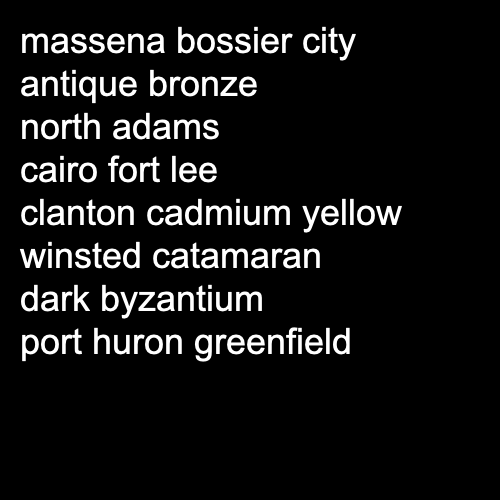 massena bossier city
antique bronze
north adams
cairo fort lee
clanton cadmium yellow
winsted catamaran
dark byzantium
port huron greenfield